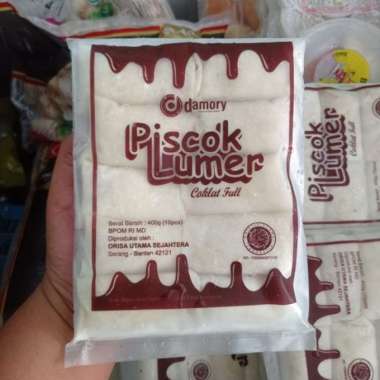 damory
Piscok
Lumer
Coklat Full
Berat Bersih : 400g (10pcs)
BPOM RI MD
Diproduksi oleh :
ORISA UTAMA SEJAHTERA
Serang - Banten 42121